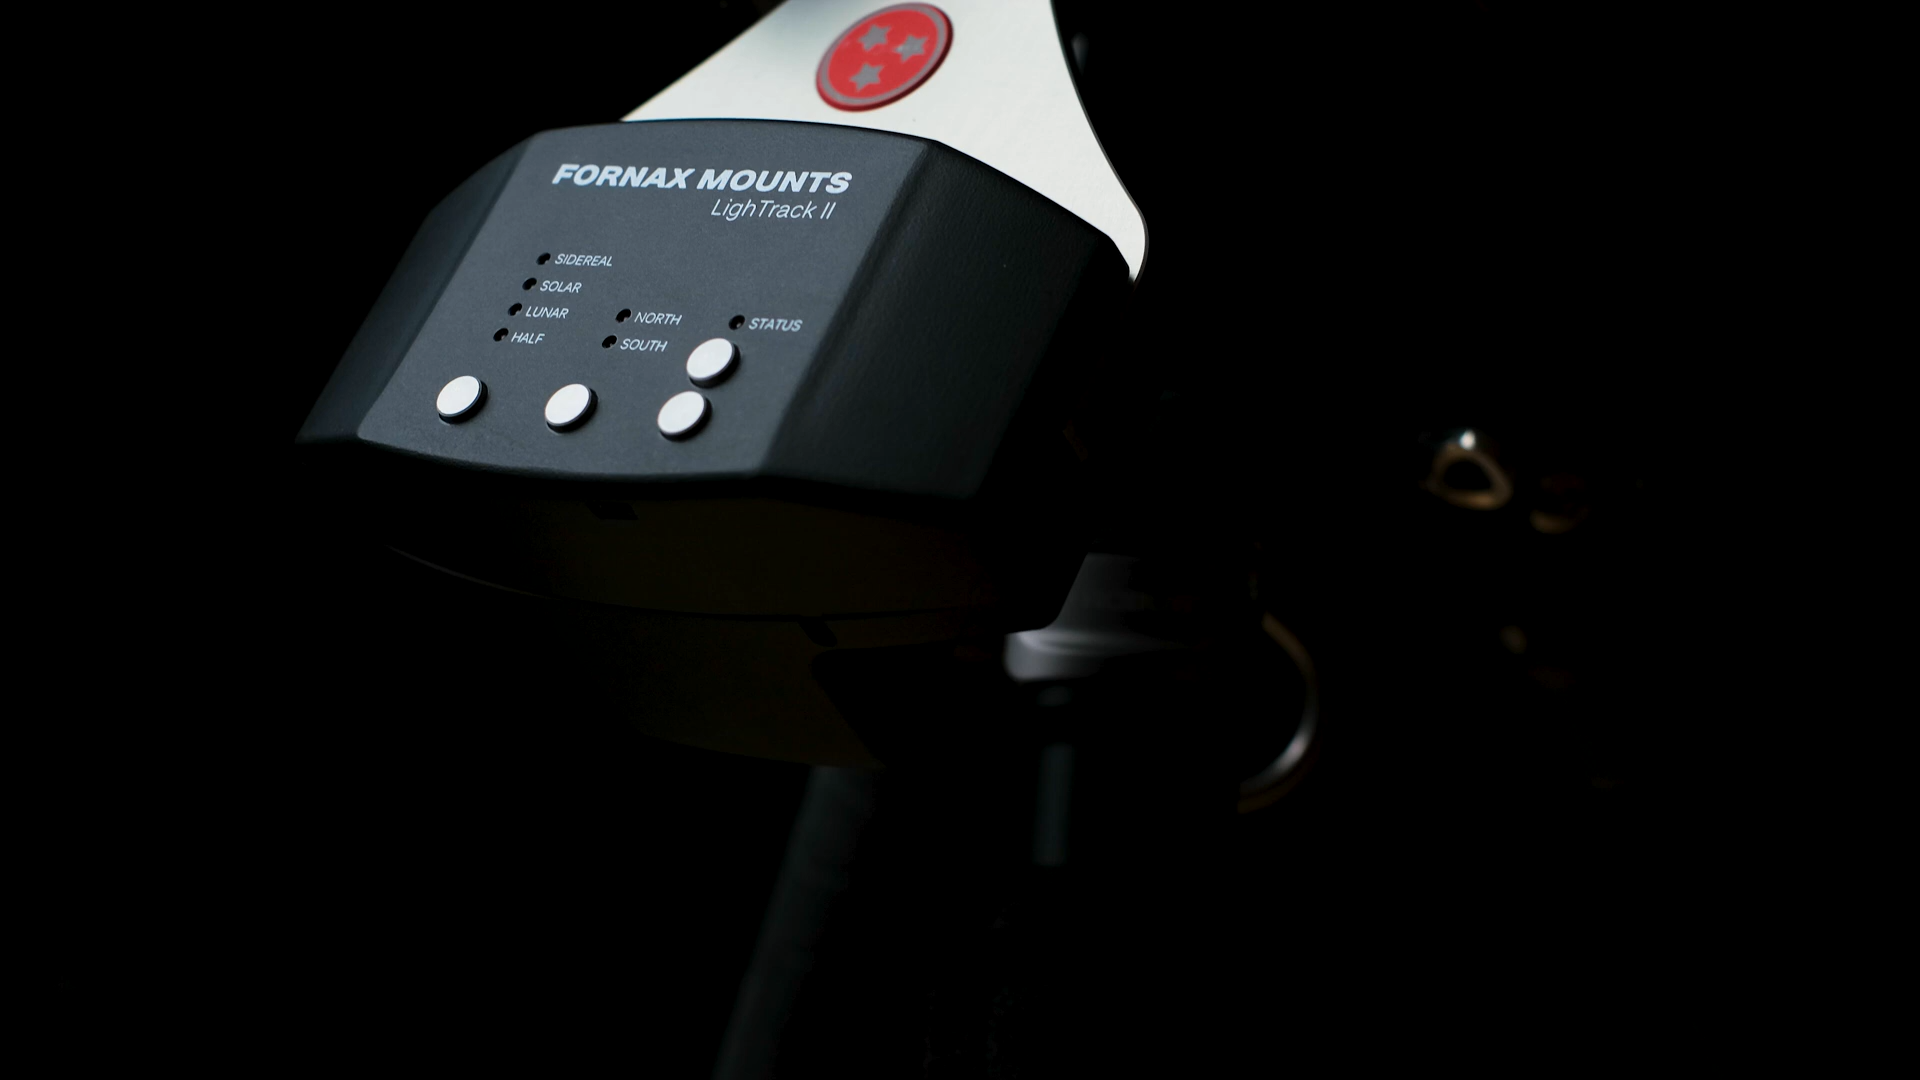 FORNAX MOUNTS
LighTrack II
SIDEREAL
SOLAR
LUNAR
HALF
NORTH
SOUTH
STATUS